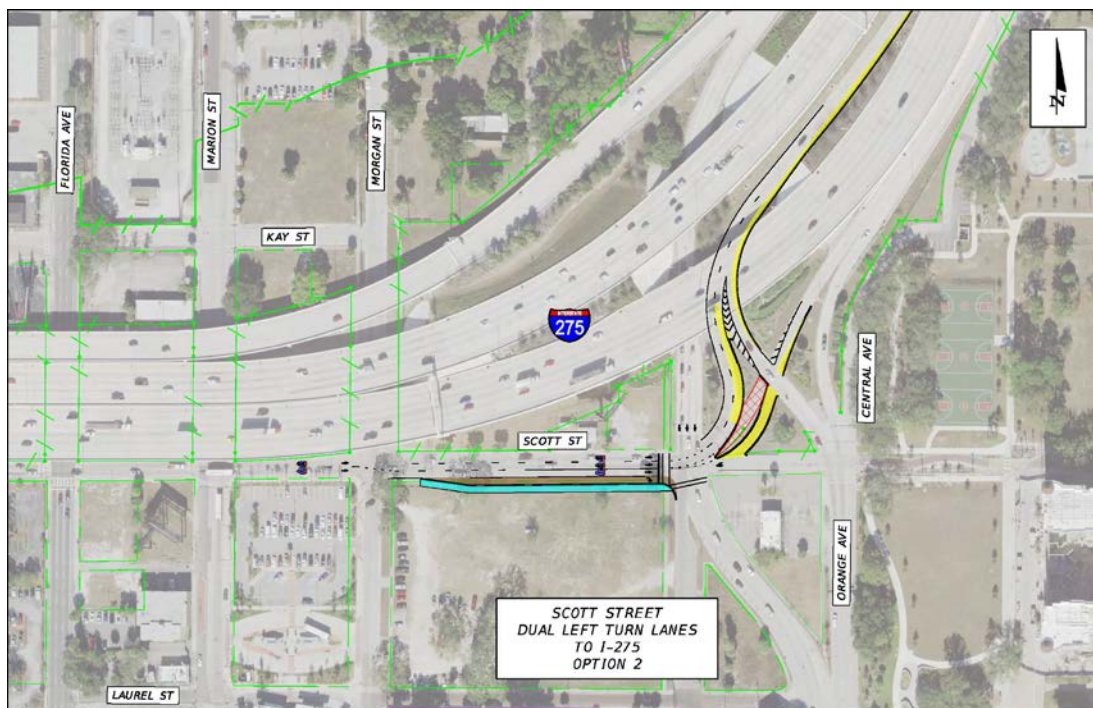 FLORIDA AVE
MARION ST
MORGAN ST
KAY ST
INTERSTATE
275
SCOTT ST
CENTRAL AVE
ORANGE AVE
LAUREL ST
SCOTT STREET
DUAL LEFT TURN LANES
TO I-275
OPTION 2
N